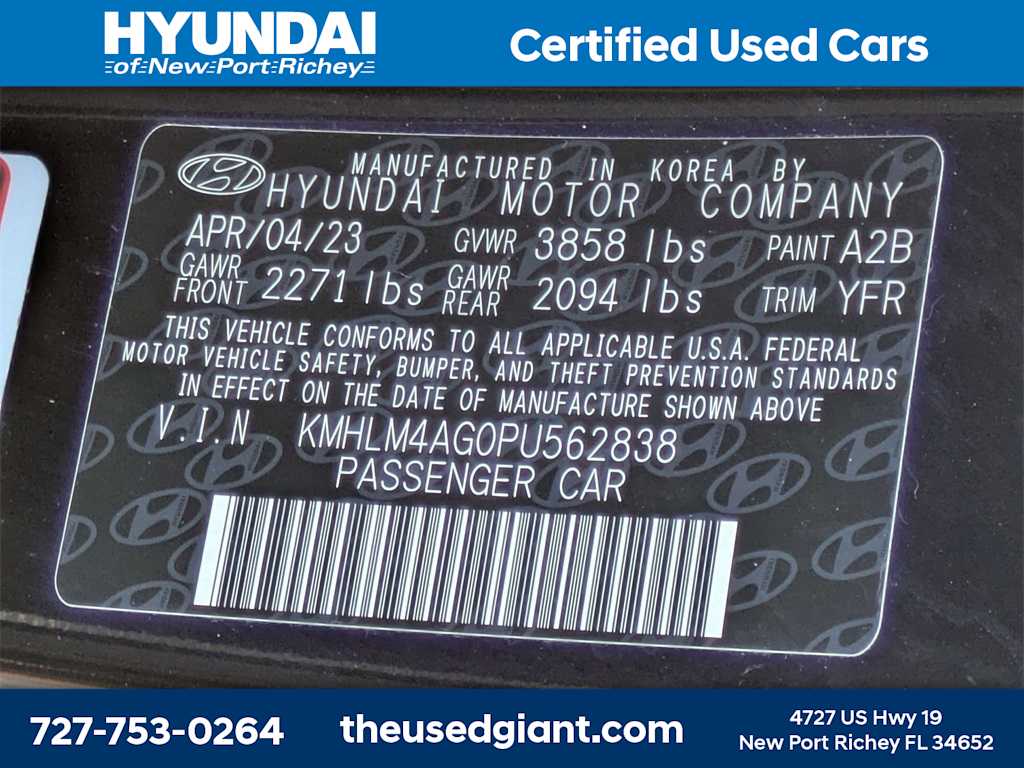 HYUNDAI
of New Port Richey
Certified Used Cars
MANUFACTURED IN KOREA BY
HYUNDAI MOTOR COMPANY
APR/04/23 GVWR 3858 lbs PAINT A2B
GAWR FRONT 2271 lbs GAWR REAR 2094 lbs TRIM YFR
THIS VEHICLE CONFORMS TO ALL APPLICABLE U.S.A. FEDERAL
MOTOR VEHICLE SAFETY, BUMPER, AND THEFT PREVENTION STANDARDS
IN EFFECT ON THE DATE OF MANUFACTURE SHOWN ABOVE
V.I.N KMHLM4AG0PU562838
PASSENGER CAR
727-753-0264
theusedgiant.com
4727 US Hwy 19
New Port Richey FL 34652